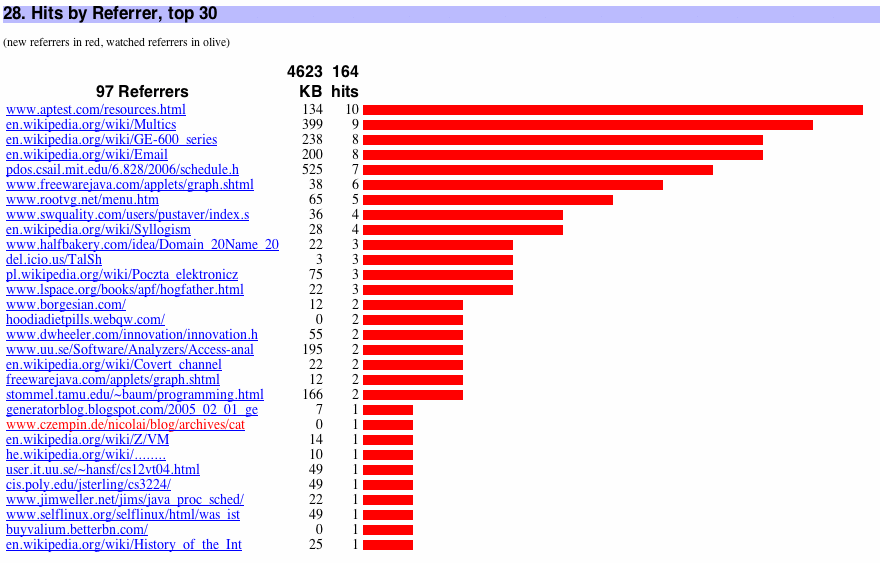 28. Hits by Referrer, top 30
(new referrers in red, watched referrers in olive)
4623 164
97 Referrers KB hits
www.aptest.com/resources.html 134 10
en.wikipedia.org/wiki/Multics 399 9
en.wikipedia.org/wiki/GE-600_series 238 8
en.wikipedia.org/wiki/Email 200 8
pdos.csail.mit.edu/6.828/2006/schedule.h 525 7
www.freewarejava.com/applets/graph.shtml 38 6
www.rootvg.net/menu.htm 65 5
www.swquality.com/users/pustaver/index.s 36 4
en.wikipedia.org/wiki/Syllogism 28 4
www.halfbakery.com/idea/Domain_20Name_20 22 3
del.icio.us/TalSh 3 3
pl.wikipedia.org/wiki/Poczta_elektronicz 75 3
www.lspace.org/books/apf/hogfather.html 22 3
www.borgesian.com/ 12 2
hoodiadietpills.webqw.com/ 0 2
www.dwheeler.com/innovation/innovation.h 55 2
www.uu.se/Software/Analyzers/Access-anal 195 2
en.wikipedia.org/wiki/Covert_channel 22 2
freewarejava.com/applets/graph.shtml 12 2
stommel.tamu.edu/~baum/programming.html 166 2
generatorblog.blogspot.com/2005_02_01_ge 7 1
www.czempin.de/nicolai/blog/archives/cat 0 1
en.wikipedia.org/wiki/Z/VM 14 1
he.wikipedia.org/wiki/........ 10 1
user.it.uu.se/~hansf/cs12vt04.html 49 1
cis.poly.edu/jsterling/cs3224/ 49 1
www.jimweller.net/jims/java_proc_sched/ 22 1
www.selflinux.org/selflinux/html/was_ist 49 1
buyvalium.betterbn.com/ 0 1
en.wikipedia.org/wiki/History_of_the_Int 25 1